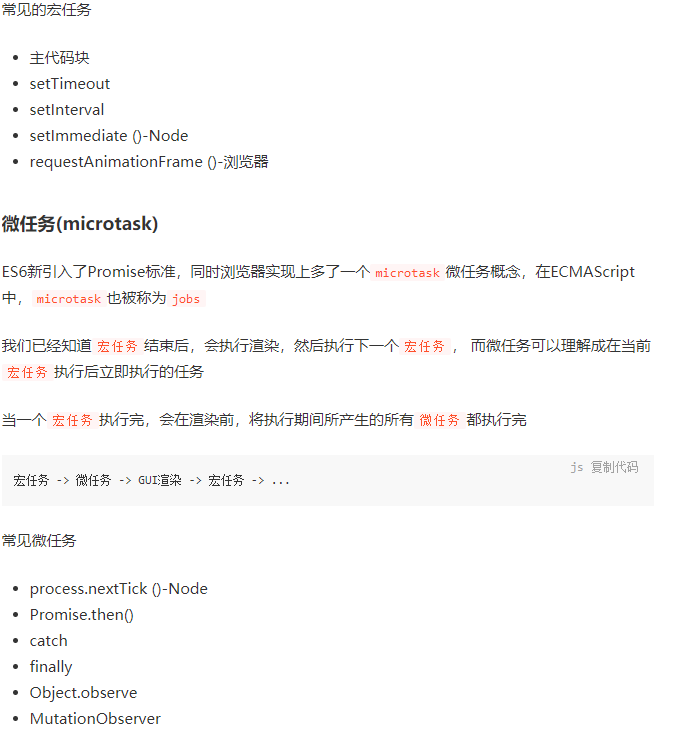 常见的宏任务
主代码块
setTimeout
setInterval
setImmediate ()-Node
requestAnimationFrame ()-浏览器
微任务(microtask)
ES6新引入了Promise标准，同时浏览器实现上多了一个 microtask 微任务概念，在ECMAScript
中， microtask 也被称为 jobs
我们已经知道 宏任务 结束后，会执行渲染，然后执行下一个 宏任务 ， 而微任务可以理解成在当前
宏任务 执行后立即执行的任务
当一个 宏任务 执行完，会在渲染前，将执行期间所产生的所有 微任务 都执行完
js 复制代码
宏任务 -> 微任务 -> GUI渲染 -> 宏任务 -> ...
常见微任务
process.nextTick ()-Node
Promise.then()
catch
finally
Object.observe
MutationObserver